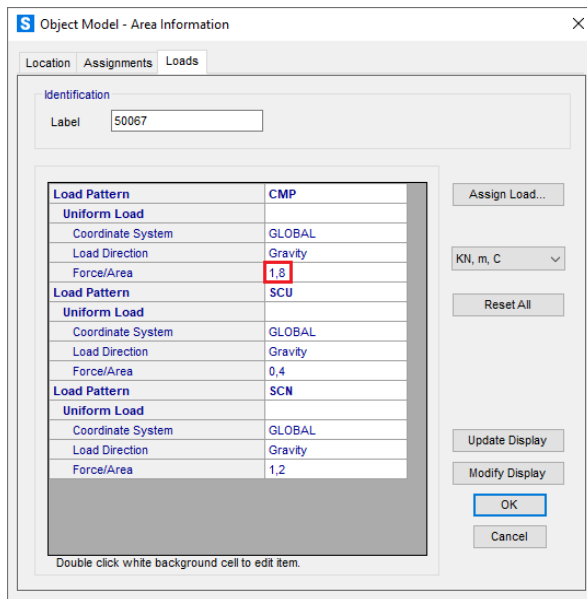 S Object Model - Area Information
Location Assignments Loads
Identification
Label 50067
Load Pattern CMP
Uniform Load
Coordinate System GLOBAL
Load Direction Gravity
Force/Area 1,8
Load Pattern SCU
Uniform Load
Coordinate System GLOBAL
Load Direction Gravity
Force/Area 0,4
Load Pattern SCN
Uniform Load
Coordinate System GLOBAL
Load Direction Gravity
Force/Area 1,2
Double click white background cell to edit item.
Assign Load...
KN, m, C
Reset All
Update Display
Modify Display
OK
Cancel